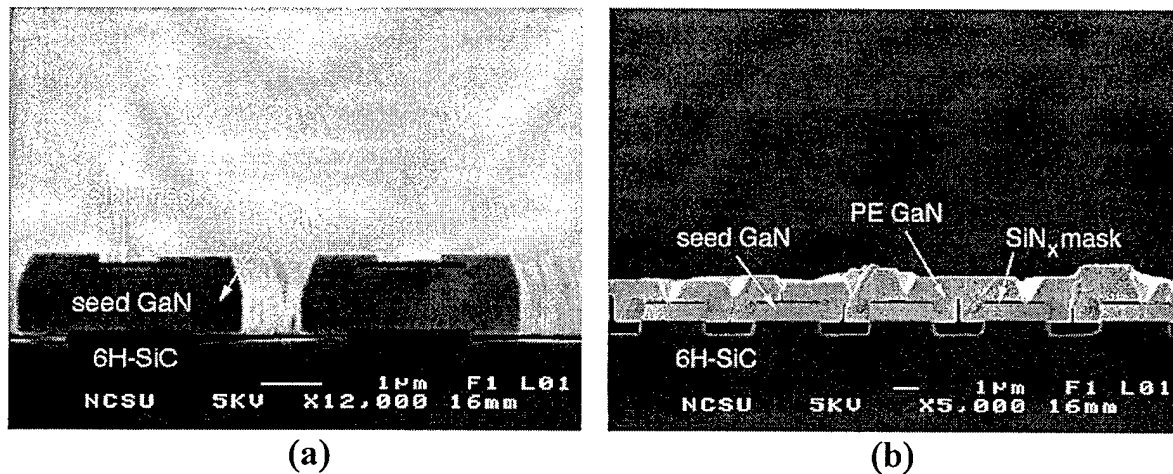 seed GaN
6H-SiC
1µm F1 L01
NCSU 5KV X12,000 16mm
(a)
PE GaN
seed GaN
SiNx mask
6H-SiC
1µm F1 L01
NCSU 5KV X5,000 16mm
(b)